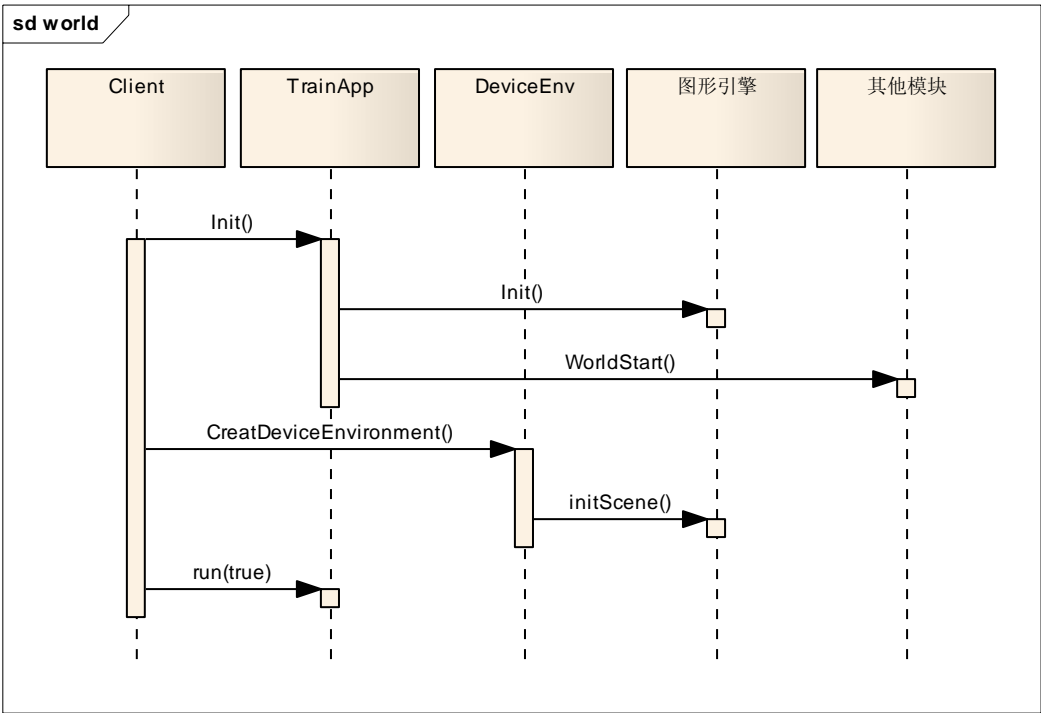 sd world
Client
TrainApp
DeviceEnv
图形引擎
其他模块
Init()
Init()
WorldStart()
CreatDeviceEnvironment()
initScene()
run(true)